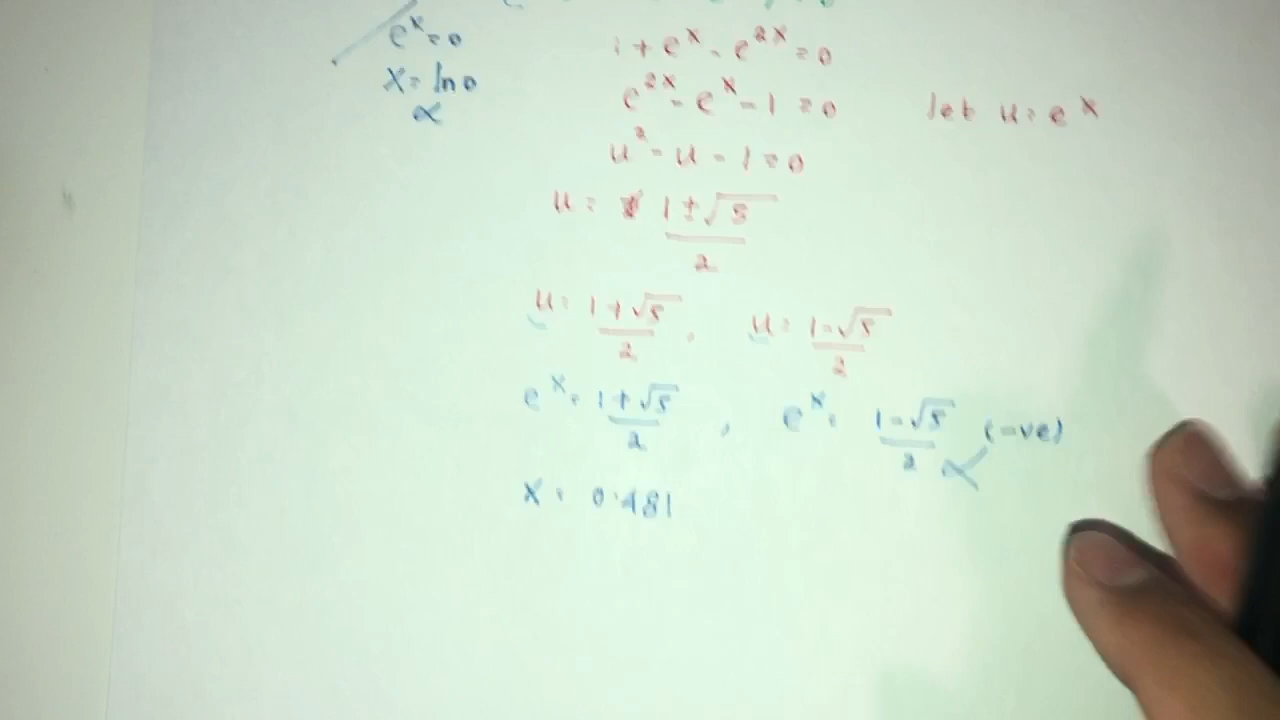 e^x = 0
x = ln 0
1 + e^x - e^2x = 0
e^2x - e^x - 1 = 0 let u = e^x
u^2 - u - 1 = 0
u = 1 ± √5 / 2
u = 1 + √5 / 2 , u = 1 - √5 / 2
e^x = 1 + √5 / 2 , e^x = 1 - √5 / 2 (-ve)
x = 0.481